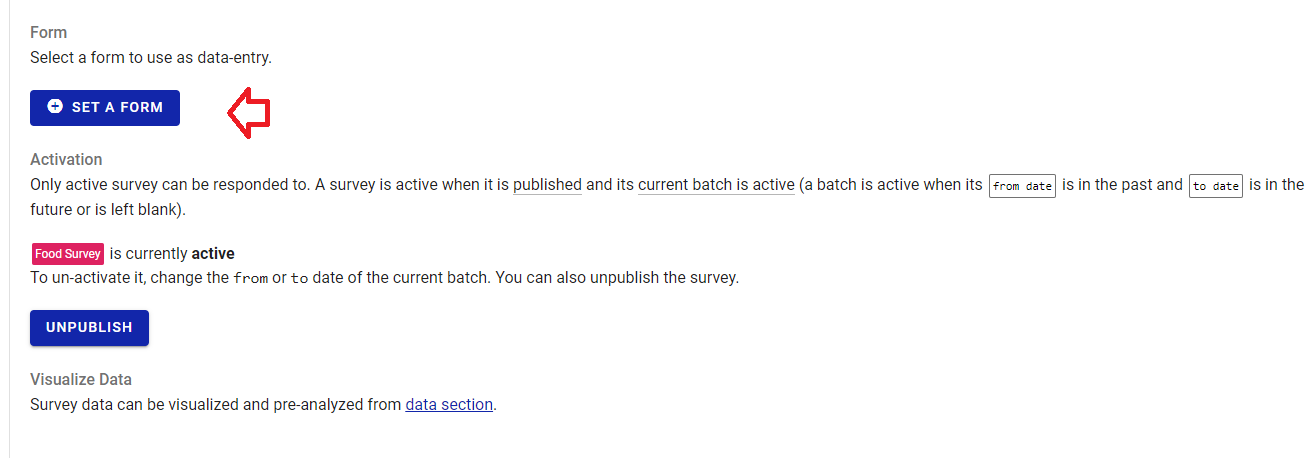 Form
Select a form to use as data-entry.
SET A FORM
Activation
Only active survey can be responded to. A survey is active when it is published and its current batch is active (a batch is active when its from date is in the past and to date is in the
future or is left blank).
Food Survey is currently active
To un-activate it, change the from or to date of the current batch. You can also unpublish the survey.
UNPUBLISH
Visualize Data
Survey data can be visualized and pre-analyzed from data section.